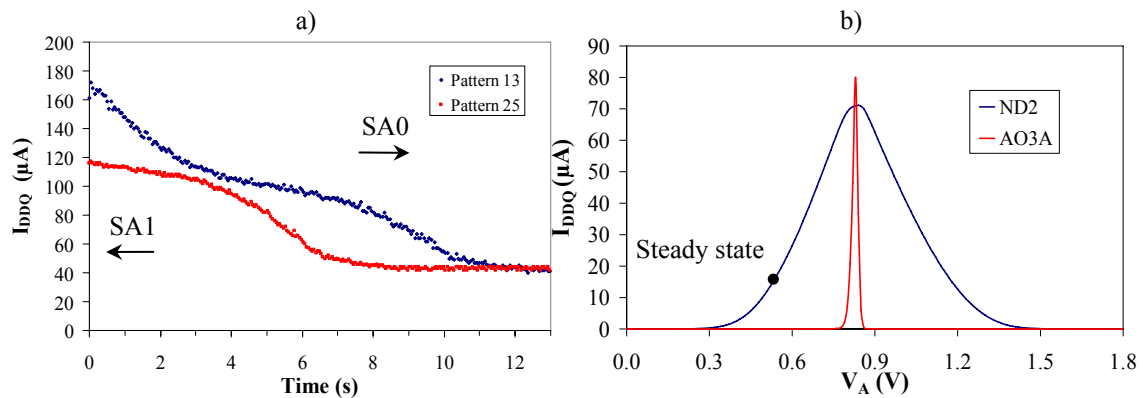 a)
200
180
160
140
120
100
80
60
40
20
0
I_DDQ (μA)
0 2 4 6 8 10 12
Time (s)
Pattern 13
Pattern 25
SA0
SA1
b)
90
80
70
60
50
40
30
20
10
0
I_DDQ (μA)
0.0 0.3 0.6 0.9 1.2 1.5 1.8
V_A (V)
ND2
AO3A
Steady state